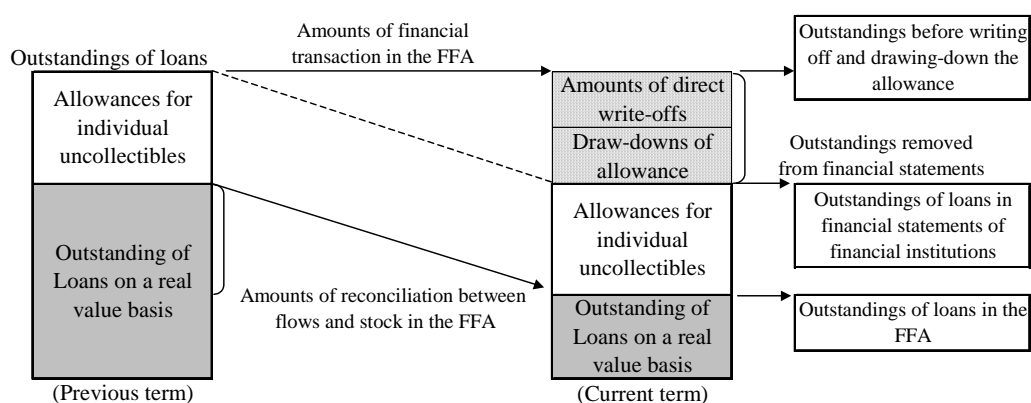 Outstandings of loans
Amounts of financial
transaction in the FFA
Outstandings before writing
off and drawing-down the
allowance
Allowances for
individual
uncollectibles
Amounts of direct
write-offs
Draw-downs of
allowance
Outstandings removed
from financial statements
Outstanding of
Loans on a real
value basis
Allowances for
individual
uncollectibles
Outstandings of loans in
financial statements of
financial institutions
Amounts of reconciliation between
flows and stock in the FFA
Outstanding of
Loans on a real
value basis
Outstandings of loans in the
FFA
(Previous term)
(Current term)